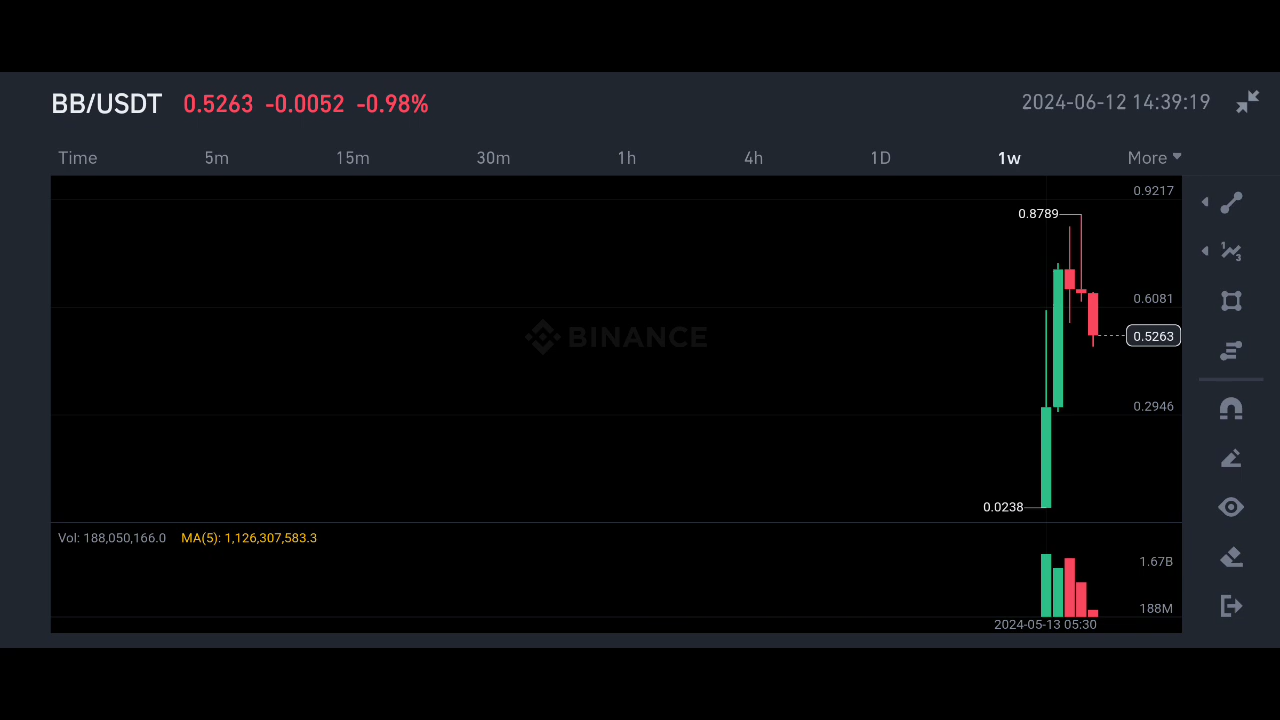 BB/USDT 0.5263 -0.0052 -0.98% 2024-06-12 14:39:19
Time 5m 15m 30m 1h 4h 1D 1w More
0.9217
0.8789
0.6081
BINANCE 0.5263
0.2946
0.0238
Vol: 188,050,166.0 MA(5): 1,126,307,583.3
1.67B
188M
2024-05-13 05:30
1
3